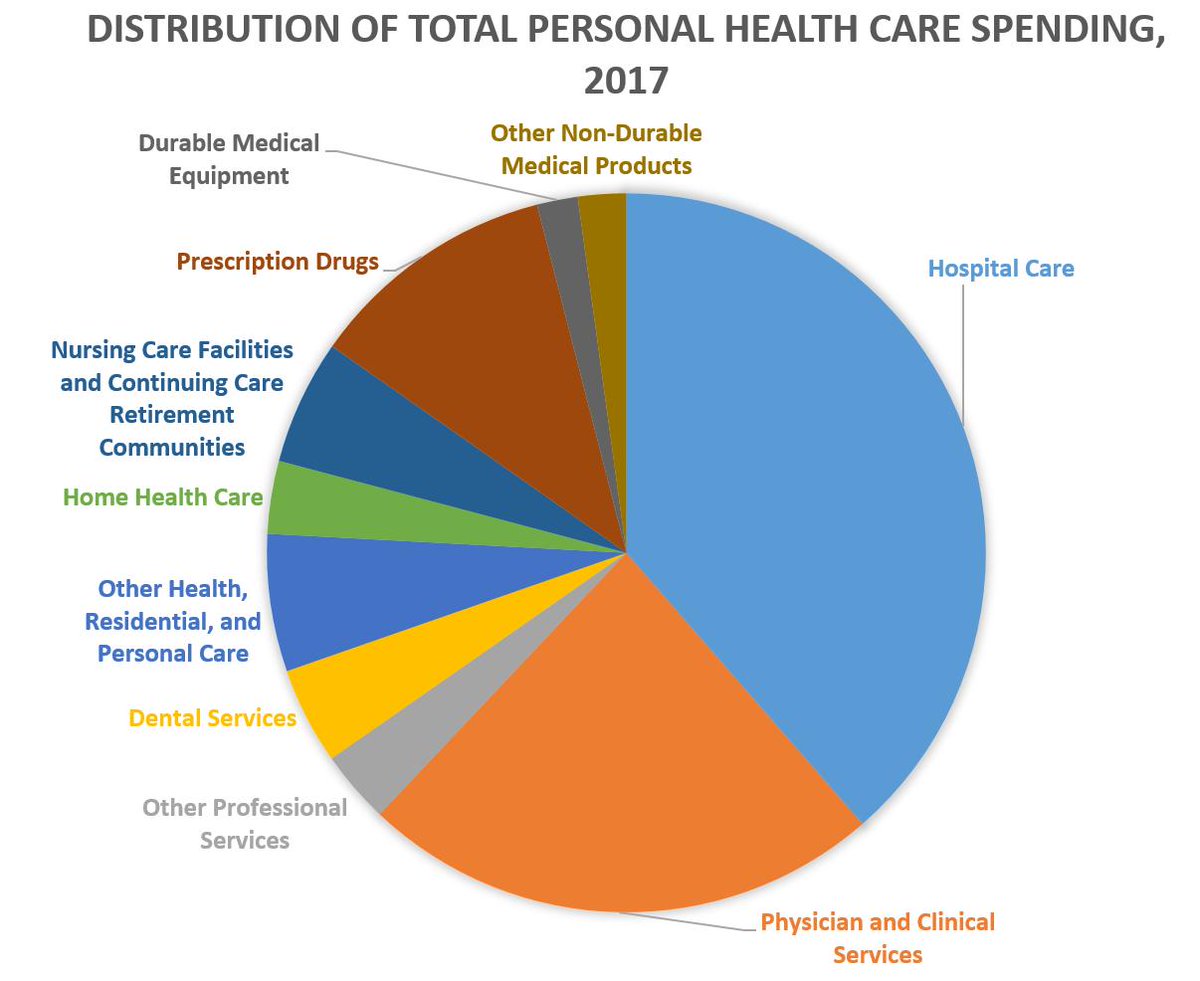 DISTRIBUTION OF TOTAL PERSONAL HEALTH CARE SPENDING,
2017
Durable Medical
Equipment
Other Non-Durable
Medical Products
Prescription Drugs
Hospital Care
Nursing Care Facilities
and Continuing Care
Retirement
Communities
Home Health Care
Other Health,
Residential, and
Personal Care
Dental Services
Other Professional
Services
Physician and Clinical
Services